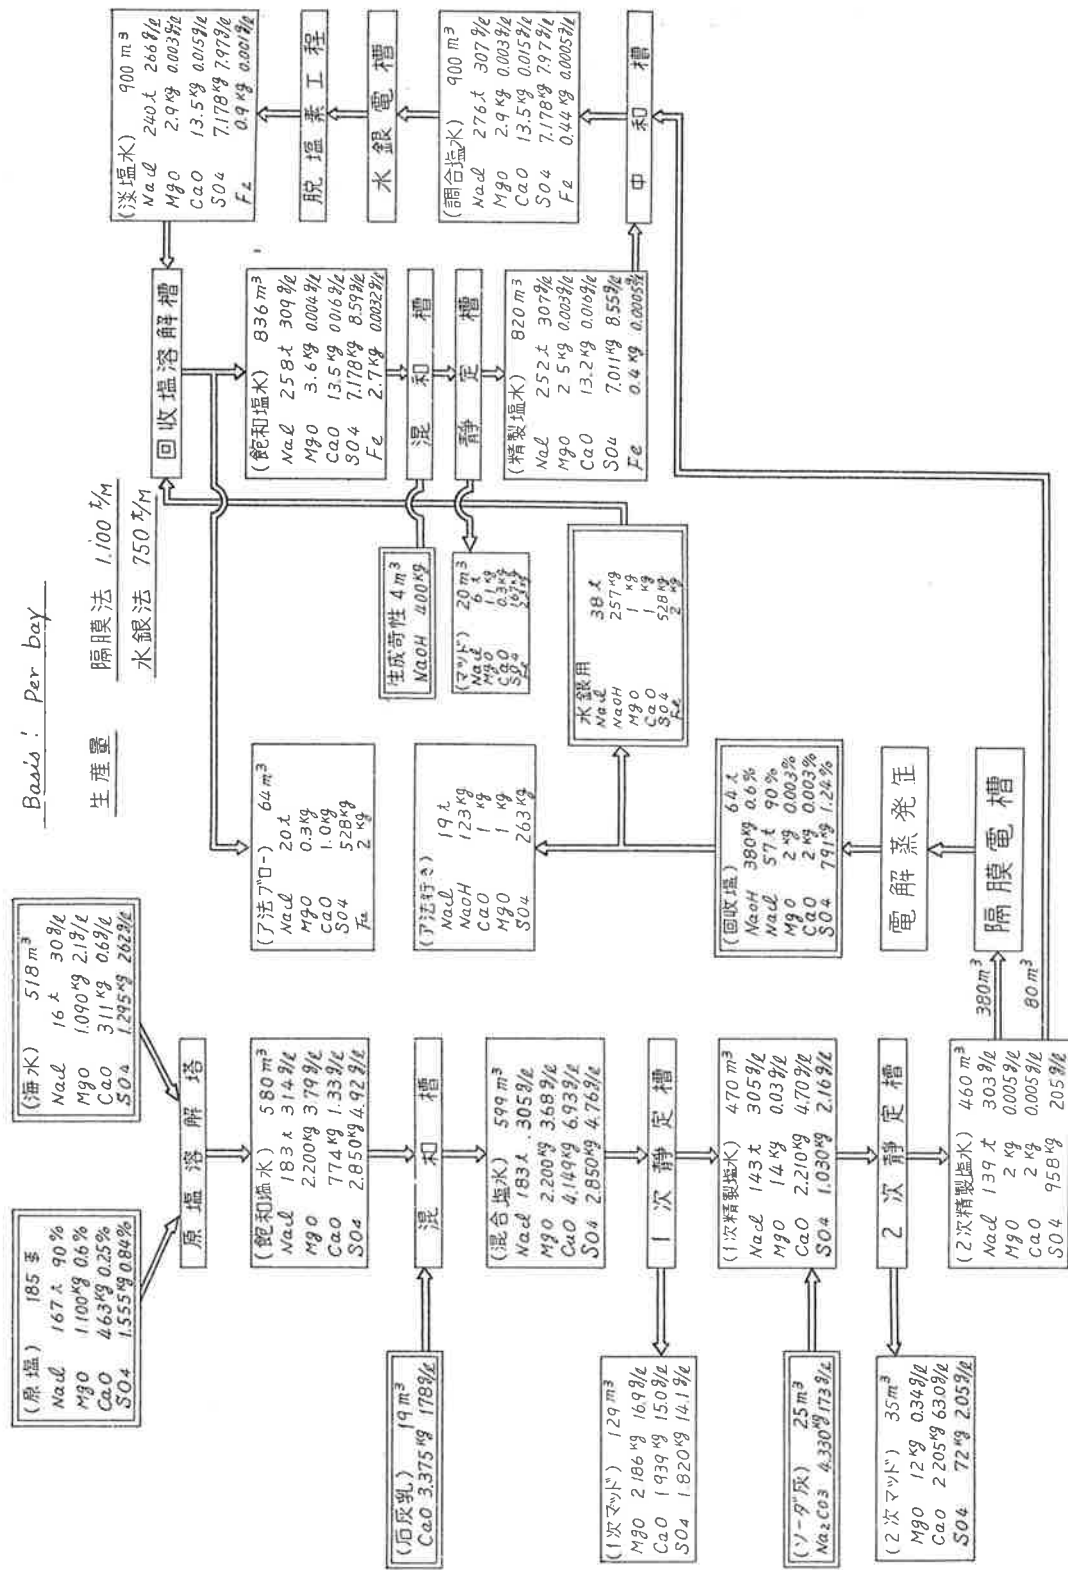 Basis: Per bay
生産量
隔膜法 1.100 t/M
水銀法 750 t/M
(原塩) 185 t
NaCl 167 t 90 %
MgO 1.100 kg 0.6 %
CaO 463 kg 0.25 %
SO4 1.555 kg 0.84 %
(海水) 518 m³
NaCl 16 t 30 g/l
MgO 1.090 kg 2.1 g/l
CaO 311 kg 0.6 g/l
SO4 1.295 kg 262 g/l
原塩溶解塔
(飽和塩水) 580 m³
NaCl 183 t 314 g/l
MgO 2.200 kg 3.79 g/l
CaO 774 kg 1.33 g/l
SO4 2.850 kg 4.92 g/l
(石灰乳) 19 m³
CaO 3.375 kg 178 g/l
混和槽
(混合塩水) 599 m³
NaCl 183 t 305 g/l
MgO 2.200 kg 3.68 g/l
CaO 4.149 kg 6.93 g/l
SO4 2.850 kg 4.76 g/l
1次静定槽
(1次マッド) 129 m³
MgO 2186 kg 16.9 g/l
CaO 1939 kg 15.0 g/l
SO4 1.820 kg 14.1 g/l
(1次精製塩水) 470 m³
NaCl 143 t 305 g/l
MgO 14 kg 0.03 g/l
CaO 2.210 kg 4.70 g/l
SO4 1.030 kg 2.16 g/l
(ソーダ灰) 25 m³
Na2CO3 4.330 kg 173 g/l
2次静定槽
(2次マッド) 35 m³
MgO 12 kg 0.34 g/l
CaO 2205 kg 63.0 g/l
SO4 72 kg 2.05 g/l
(2次精製塩水) 460 m³
NaCl 139 t 303 g/l
MgO 2 kg 0.005 g/l
CaO 2 kg 0.005 g/l
SO4 958 kg 205 g/l
380 m³
80 m³
隔膜電槽
電解蒸発缶
(回収塩) 64 t
NaOH 380 kg 0.6 %
NaCl 57 t 90 %
MgO 2 kg 0.003 %
CaO 2 kg 0.003 %
SO4 791 kg 1.24 %
(ア法行き)
NaCl 19 t
NaOH 123 kg
CaO 1 kg
MgO 1 kg
SO4 263 kg
(ア法ブロー) 64 m³
NaCl 20 t
MgO 0.3 kg
CaO 1.0 kg
SO4 528 kg
Fe 2 kg
水銀用
NaCl 38 t
NaOH 257 kg
MgO 1 kg
CaO 1 kg
SO4 528 kg
Fe 2 kg
回収塩溶解槽
(飽和塩水) 836 m³
NaCl 258 t 309 g/l
MgO 3.6 kg 0.004 g/l
CaO 13.5 kg 0.016 g/l
SO4 7.178 kg 8.59 g/l
Fe 2.7 kg 0.0032 g/l
生成苛性 4 m³
NaOH 400 kg
混和槽
静定槽
(マッド) 20 m³
NaCl 6 t
MgO 1.1 kg
CaO 0.3 kg
SO4 167 kg
Fe 2.3 kg
(精製塩水) 820 m³
NaCl 252 t 307 g/l
MgO 2 5 kg 0.003 g/l
CaO 13.2 kg 0.016 g/l
SO4 7.011 kg 8.55 g/l
Fe 0.4 kg 0.0005 g/l
中和槽
(調合塩水) 900 m³
NaCl 276 t 307 g/l
MgO 2.9 kg 0.003 g/l
CaO 13.5 kg 0.015 g/l
SO4 7.178 kg 7.97 g/l
Fe 0.44 kg 0.0005 g/l
水銀電槽
脱塩素工程
(淡塩水) 900 m³
NaCl 240 t 266 g/l
MgO 2.9 kg 0.003 g/l
CaO 13.5 kg 0.015 g/l
SO4 7.178 kg 7.97 g/l
Fe 0.9 kg 0.001 g/l